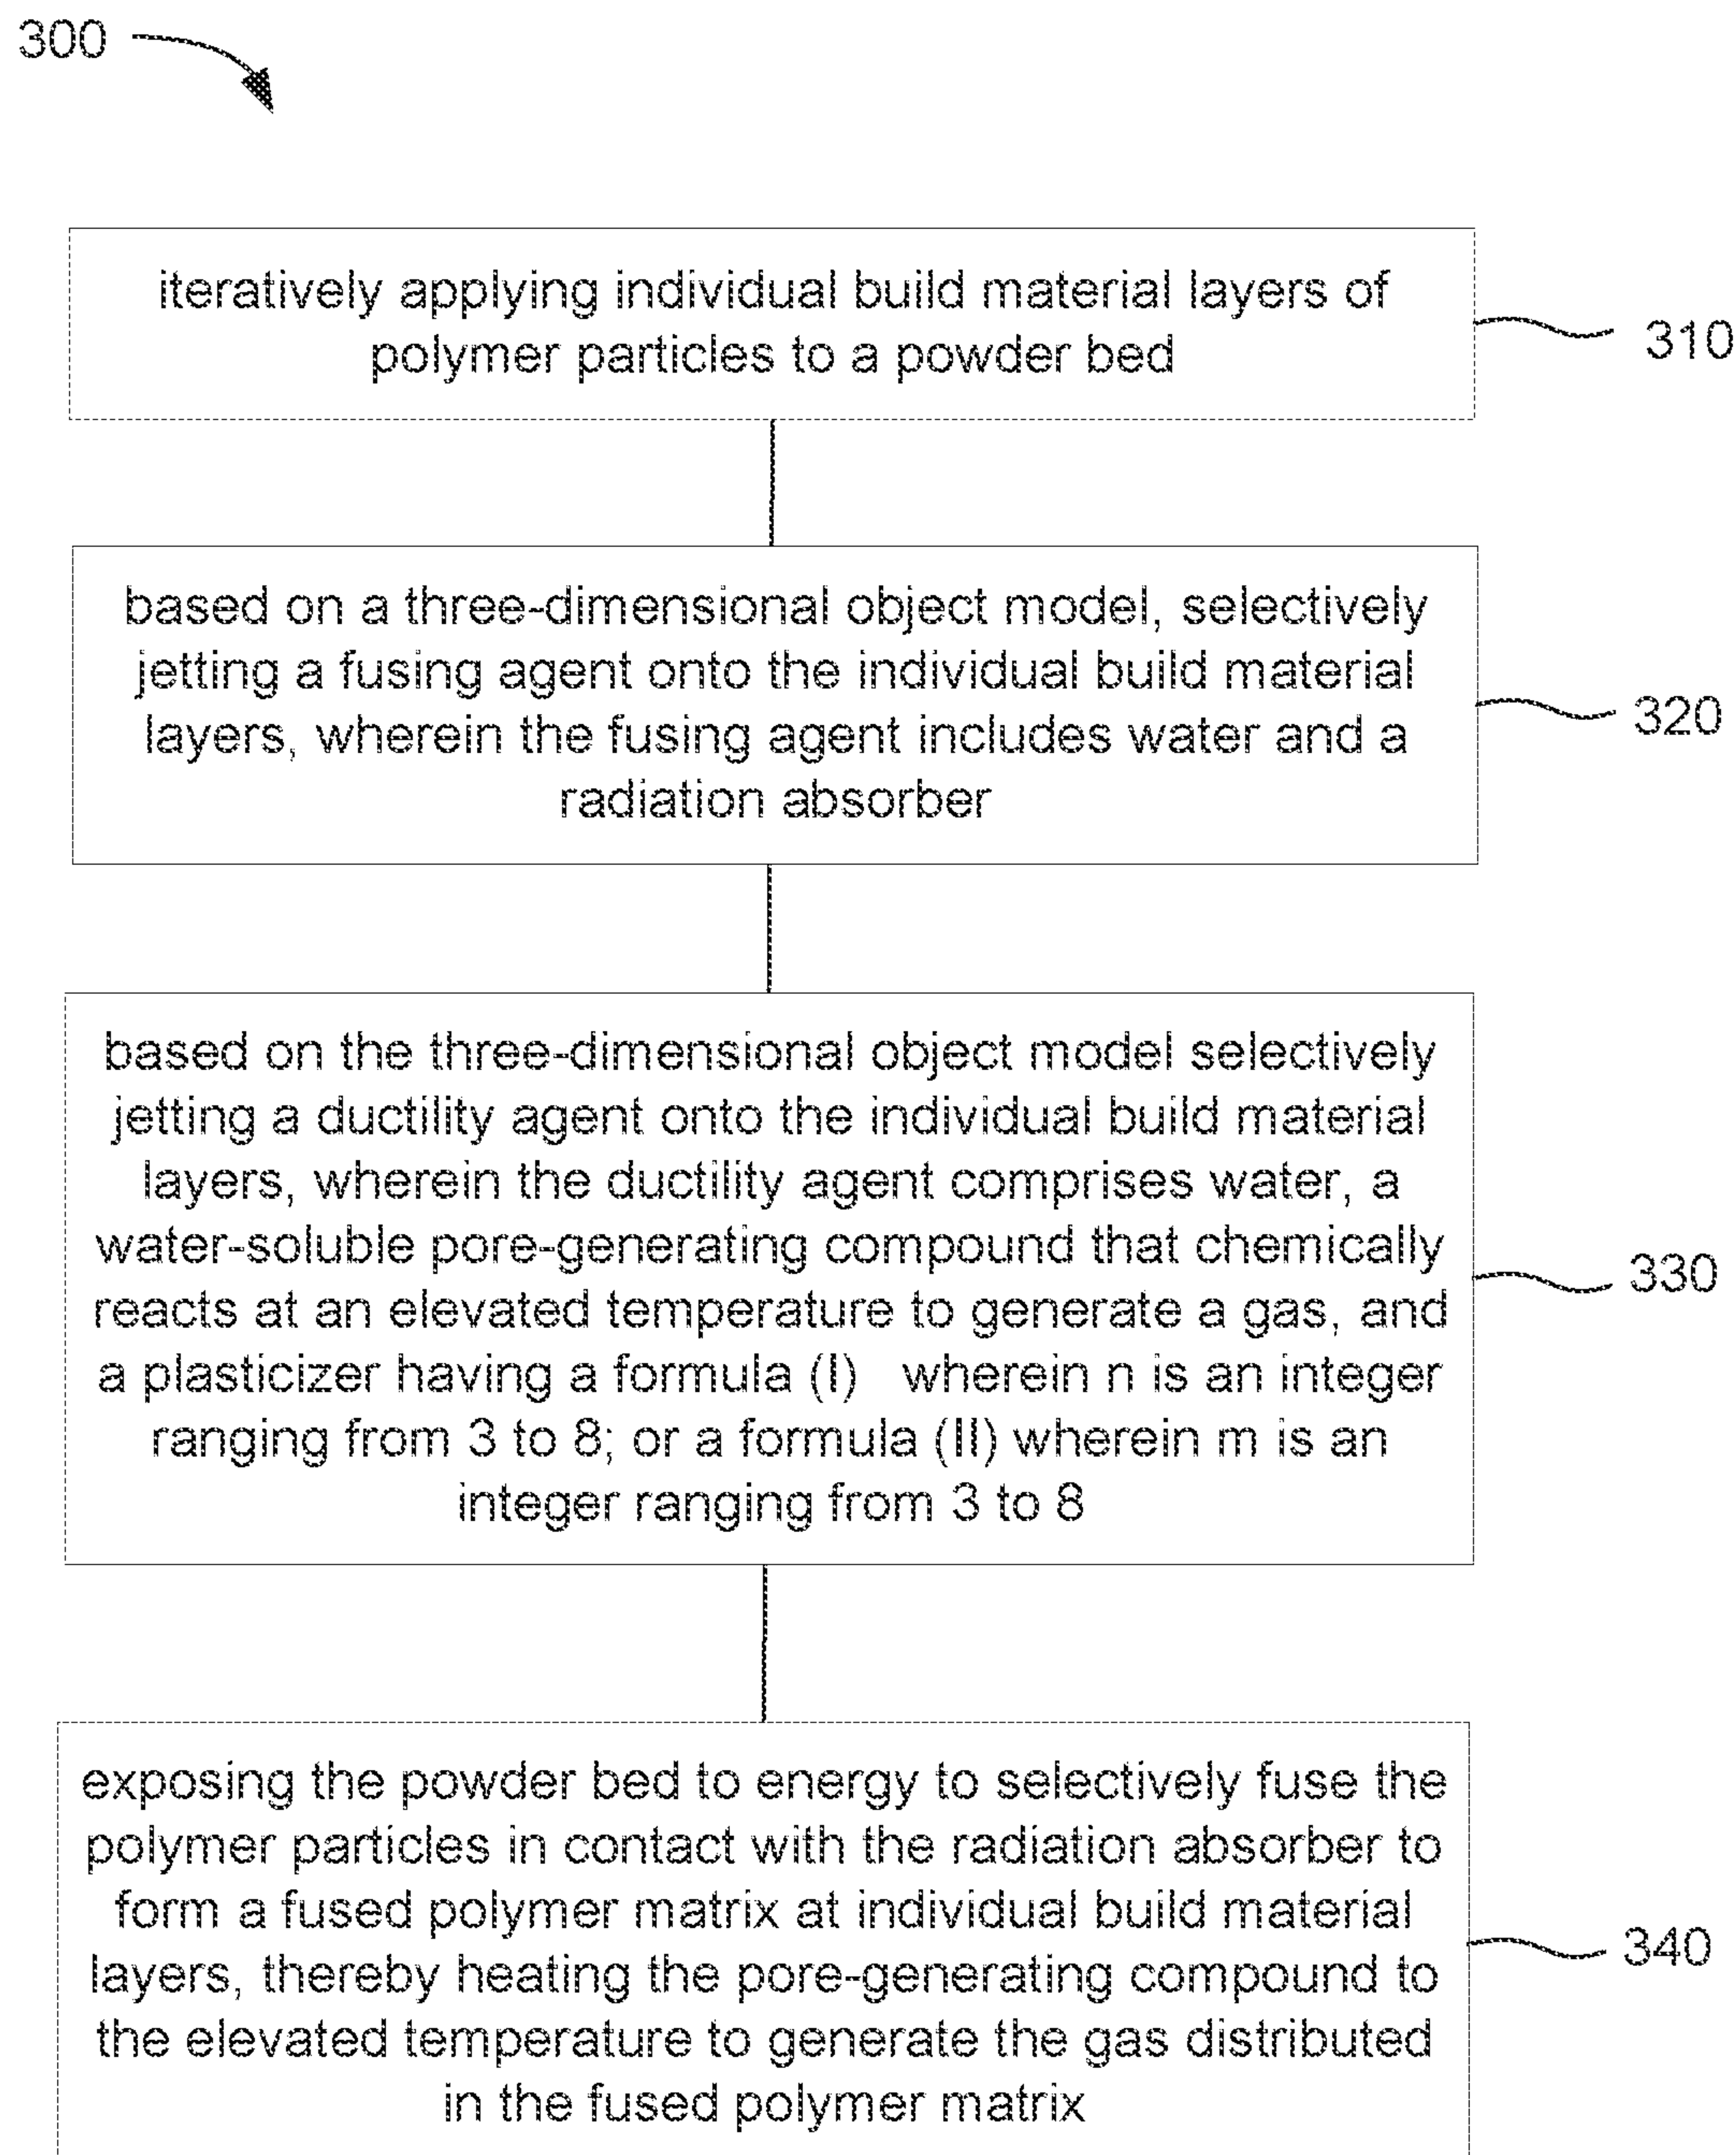 300
iteratively applying individual build material layers of
polymer particles to a powder bed
310
based on a three-dimensional object model, selectively
jetting a fusing agent onto the individual build material
layers, wherein the fusing agent includes water and a
radiation absorber
320
based on the three-dimensional object model selectively
jetting a ductility agent onto the individual build material
layers, wherein the ductility agent comprises water, a
water-soluble pore-generating compound that chemically
reacts at an elevated temperature to generate a gas, and
a plasticizer having a formula (I) wherein n is an integer
ranging from 3 to 8; or a formula (II) wherein m is an
integer ranging from 3 to 8
330
exposing the powder bed to energy to selectively fuse the
polymer particles in contact with the radiation absorber to
form a fused polymer matrix at individual build material
layers, thereby heating the pore-generating compound to
the elevated temperature to generate the gas distributed
in the fused polymer matrix
340